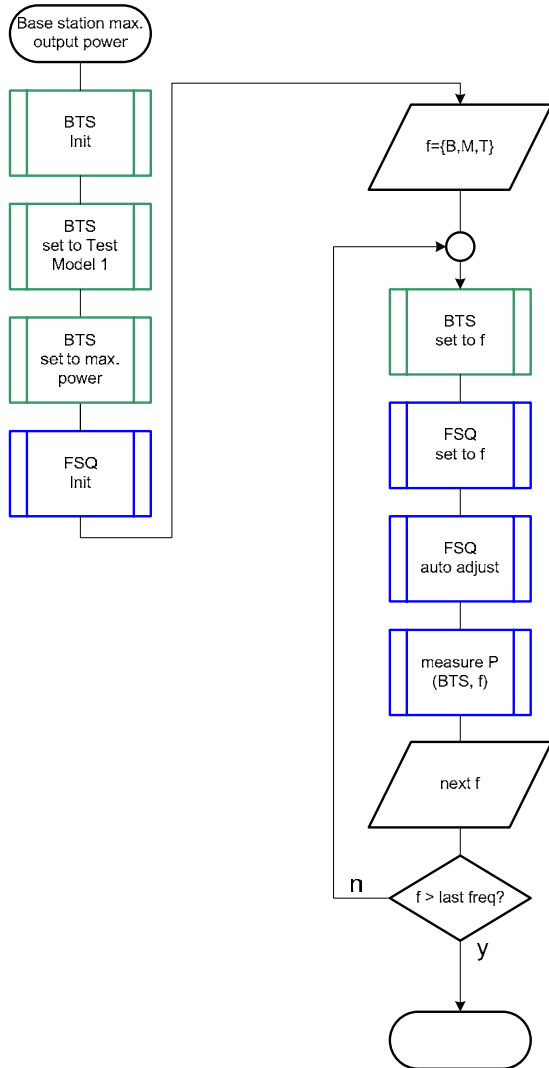 Base station max.
output power
BTS
Init
BTS
set to Test
Model 1
BTS
set to max.
power
FSQ
Init
f={B,M,T}
BTS
set to f
FSQ
set to f
FSQ
auto adjust
measure P
(BTS, f)
next f
f > last freq?
n
y